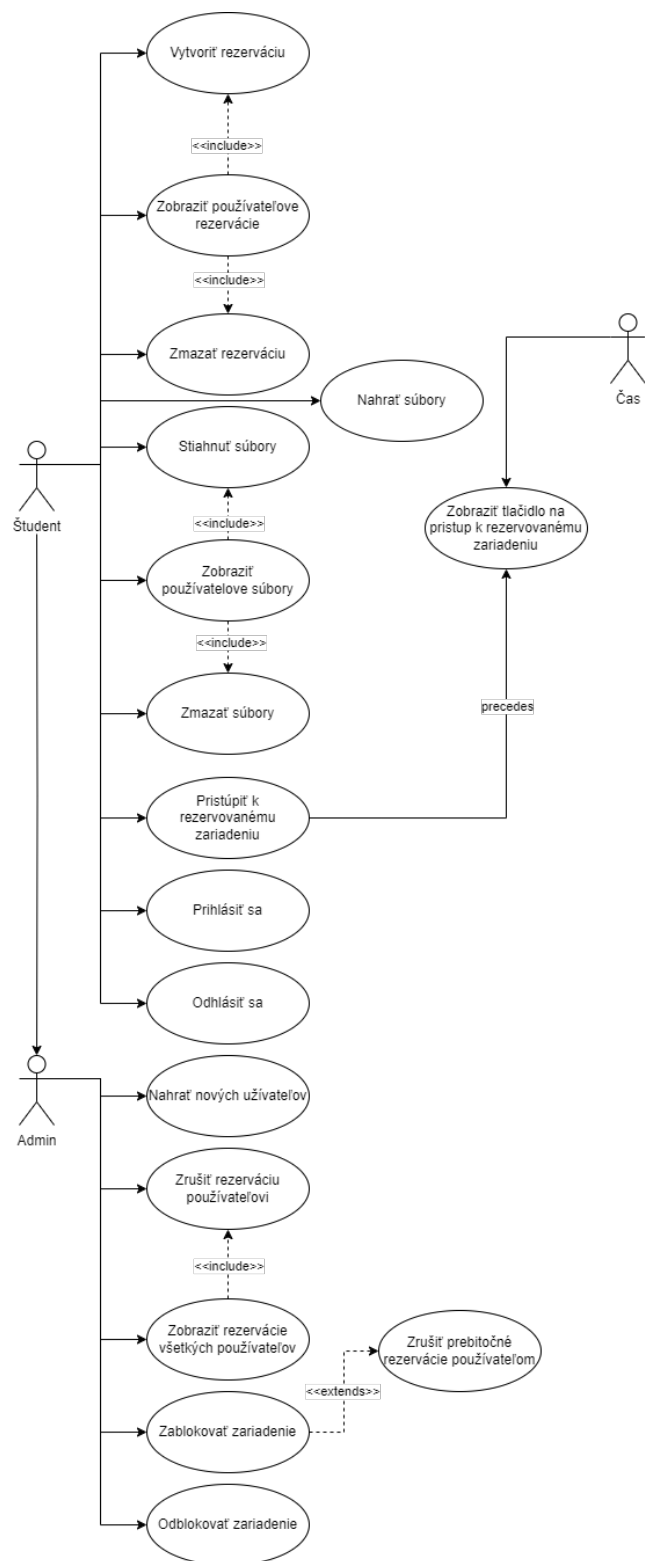 Vytvoriť rezerváciu
<<include>>
Zobraziť používateľove
rezervácie
<<include>>
Zmazať rezerváciu
Nahrať súbory
Čas
Stiahnuť súbory
Študent
<<include>>
Zobraziť tlačidlo na
pristup k rezervovanému
zariadeniu
Zobraziť
používatelove súbory
<<include>>
Zmazať súbory
precedes
Pristúpiť k
rezervovanému
zariadeniu
Prihlásiť sa
Odhlásiť sa
Admin
Nahrať nových užívateľov
Zrušiť rezerváciu
používateľovi
<<include>>
Zobraziť rezervácie
všetkých používateľov
Zrušiť prebitočné
rezervácie používateľom
<<extends>>
Zablokovať zariadenie
Odblokovať zariadenie